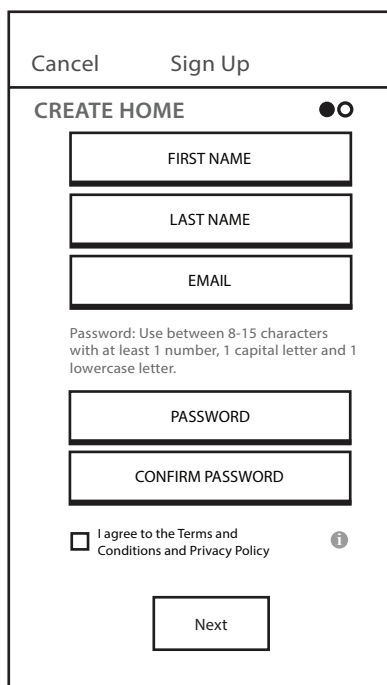 Cancel Sign Up
CREATE HOME
FIRST NAME
LAST NAME
EMAIL
Password: Use between 8-15 characters
with at least 1 number, 1 capital letter and 1
lowercase letter.
PASSWORD
CONFIRM PASSWORD
I agree to the Terms and
Conditions and Privacy Policy
i
Next